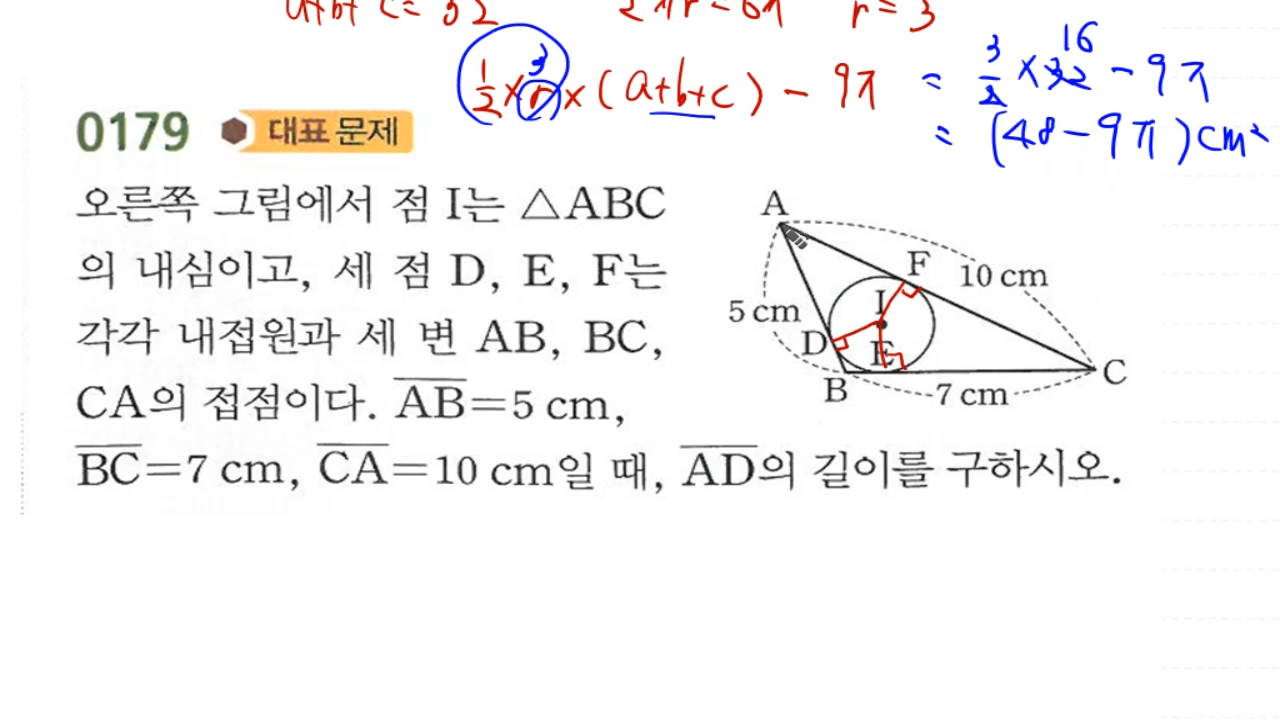 a+b+c=32 2πr=6π r=3
1/2×r×(a+b+c)-9π = 3/2×32-9π
3 16
= (48-9π)cm²
0179 대표 문제
오른쪽 그림에서 점 I는 △ABC
의 내심이고, 세 점 D, E, F는
각각 내접원과 세 변 AB, BC,
CA의 접점이다. AB=5 cm,
BC=7 cm, CA=10 cm일 때, AD의 길이를 구하시오.
A
F
10 cm
I
5 cm
D
E
B
7 cm
C